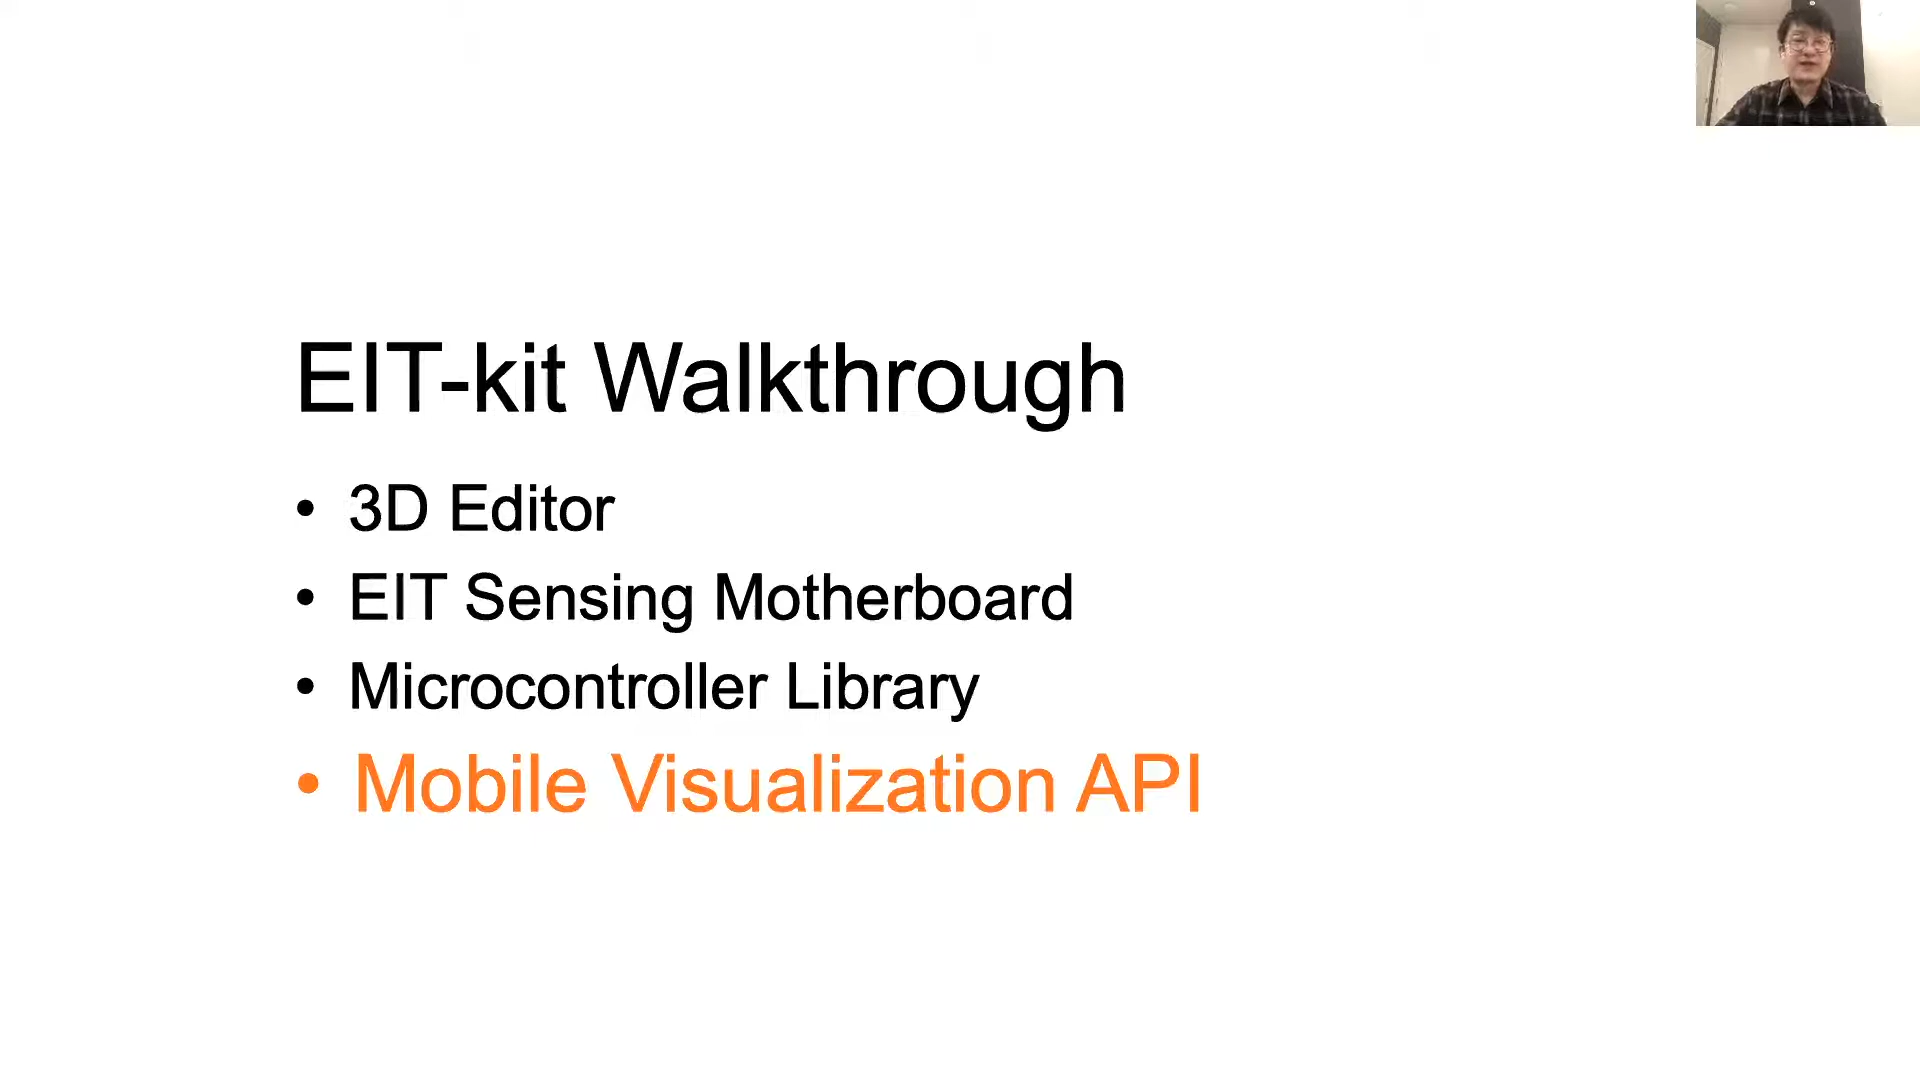 EIT-kit Walkthrough
• 3D Editor
• EIT Sensing Motherboard
• Microcontroller Library
• Mobile Visualization API